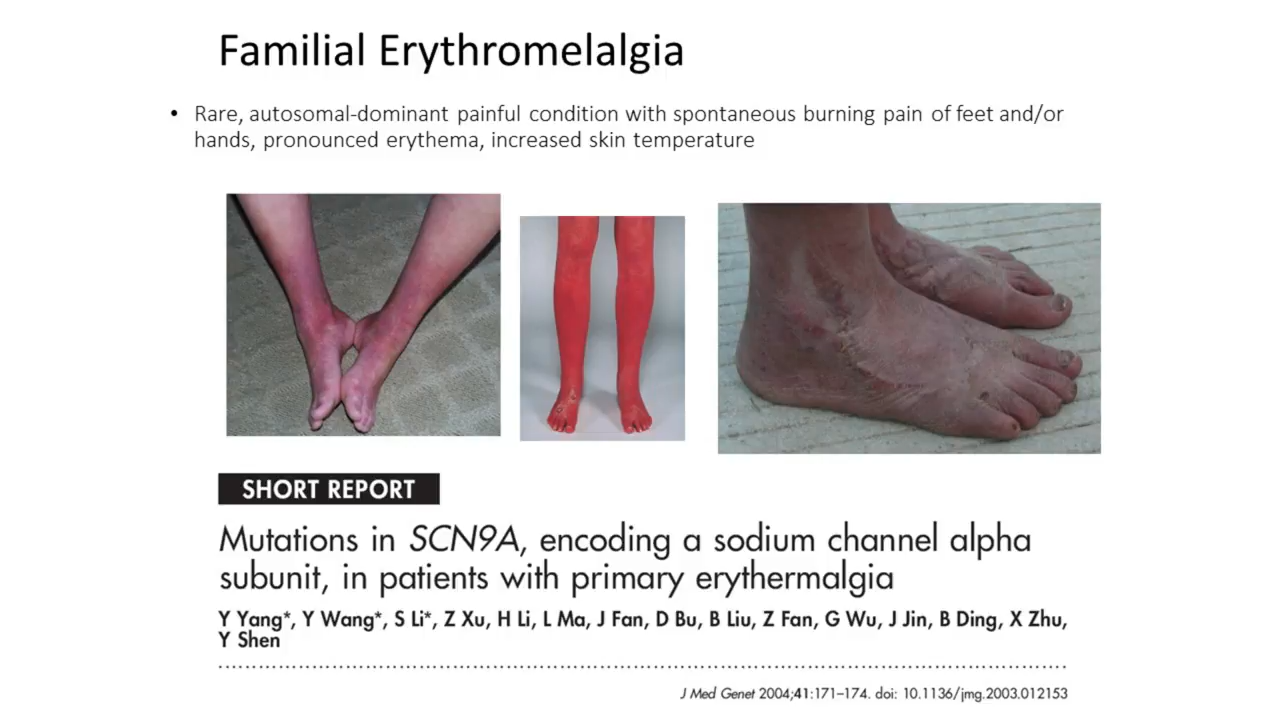 Familial Erythromelalgia
• Rare, autosomal-dominant painful condition with spontaneous burning pain of feet and/or
hands, pronounced erythema, increased skin temperature
SHORT REPORT
Mutations in SCN9A, encoding a sodium channel alpha
subunit, in patients with primary erythermalgia
Y Yang*, Y Wang*, S Li*, Z Xu, H Li, L Ma, J Fan, D Bu, B Liu, Z Fan, G Wu, J Jin, B Ding, X Zhu,
Y Shen
J Med Genet 2004;41:171–174. doi: 10.1136/jmg.2003.012153